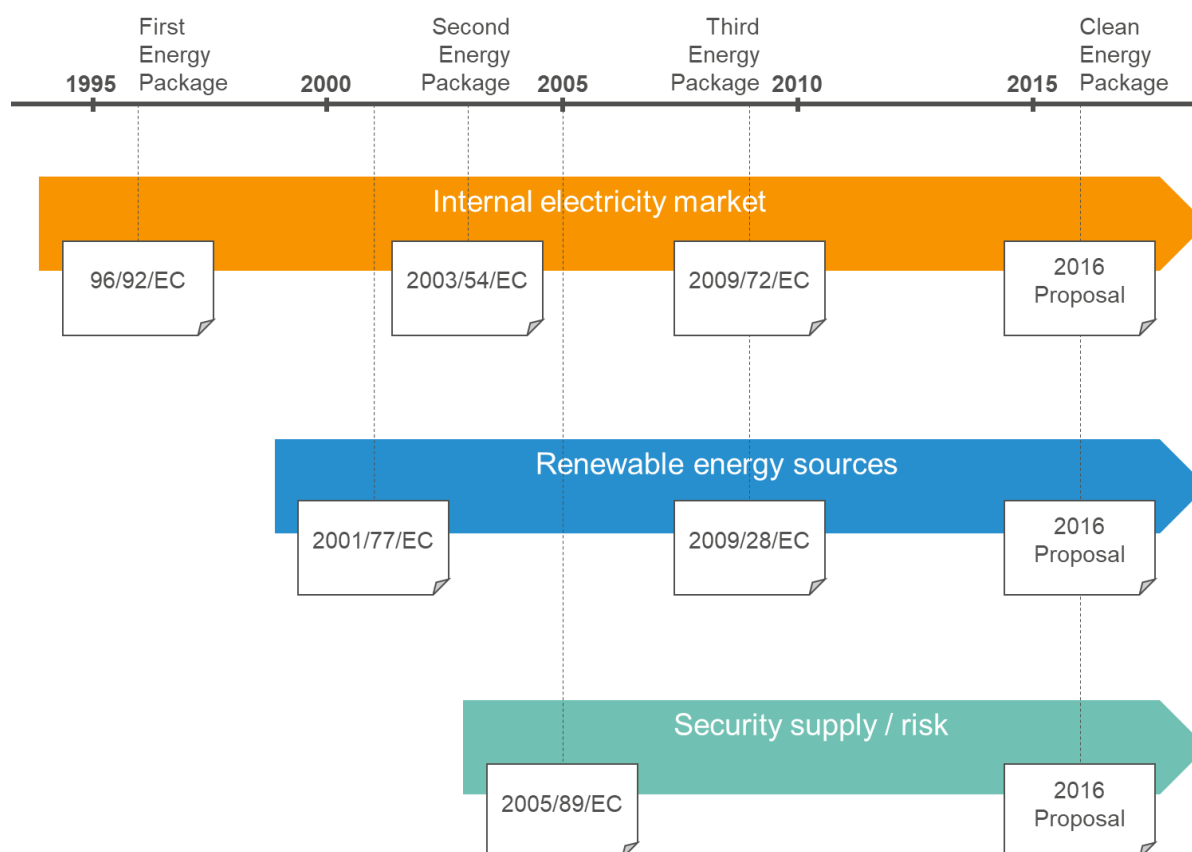 First
Energy
Package
Second
Energy
Package
Third
Energy
Package
Clean
Energy
Package
1995
2000
2005
2010
2015
Internal electricity market
96/92/EC
2003/54/EC
2009/72/EC
2016
Proposal
Renewable energy sources
2001/77/EC
2009/28/EC
2016
Proposal
Security supply / risk
2005/89/EC
2016
Proposal